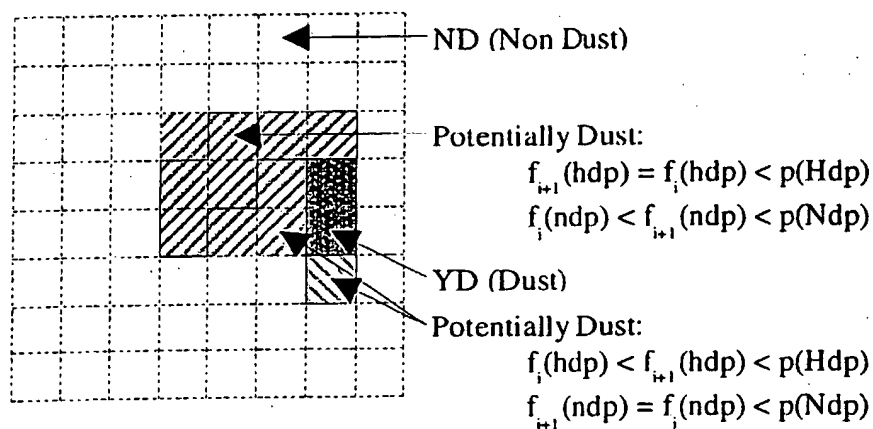 ND (Non Dust)
Potentially Dust:
f_{i+1}(hdp) = f_i(hdp) < p(Hdp)
f_i(ndp) < f_{i+1}(ndp) < p(Ndp)
YD (Dust)
Potentially Dust:
f_i(hdp) < f_{i+1}(hdp) < p(Hdp)
f_{i+1}(ndp) = f_i(ndp) < p(Ndp)